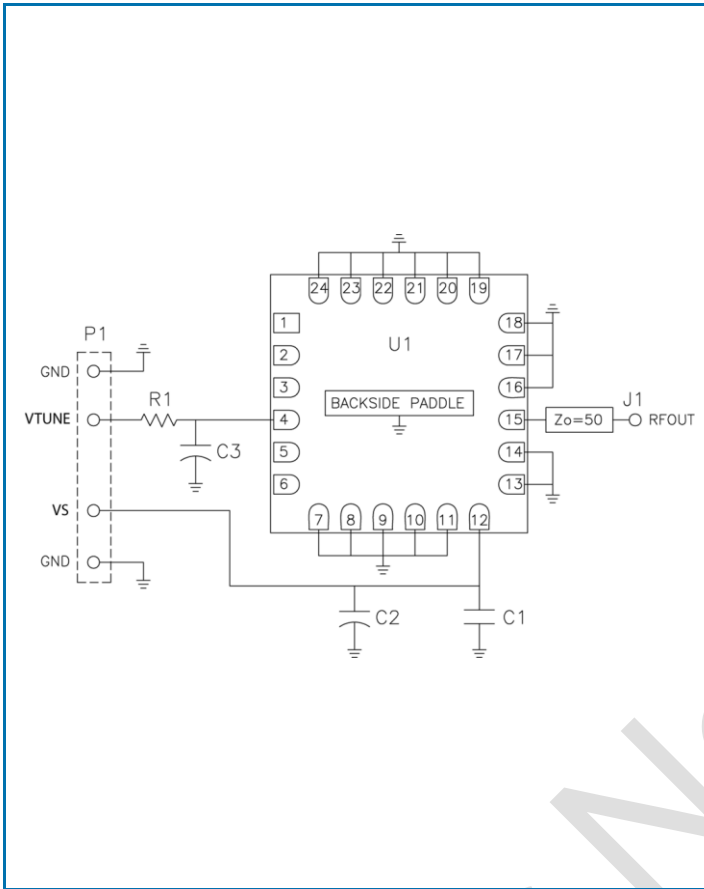 24 23 22 21 20 19
1
2
3
4
5
6
U1
BACKSIDE PADDLE
18
17
16
15
14
13
7 8 9 10 11 12
P1
GND
VTUNE
VS
GND
R1
C3
C2
C1
Zo=50
J1
RFOUT